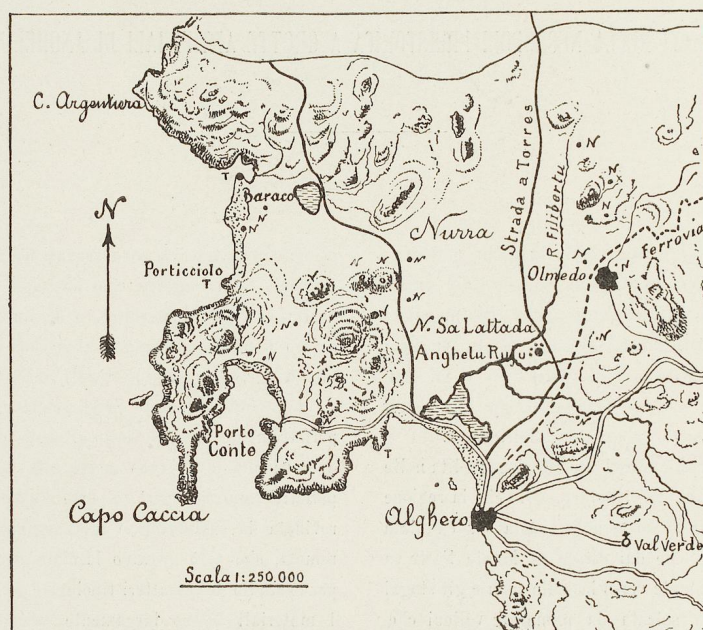 C. Argentiera
T
Baraco
N
N
N
Nurra
Strada a Torres
R. Filibertu
N
N
N
N
Ferrovia
Olmedo
N
Porticciolo
T
N
N
N
N. Sa Lattada
Anghelu Ruju
N
N
N
N
Porto
Conte
T
Capo Caccia
Alghero
Val Verde
Scala 1:250.000